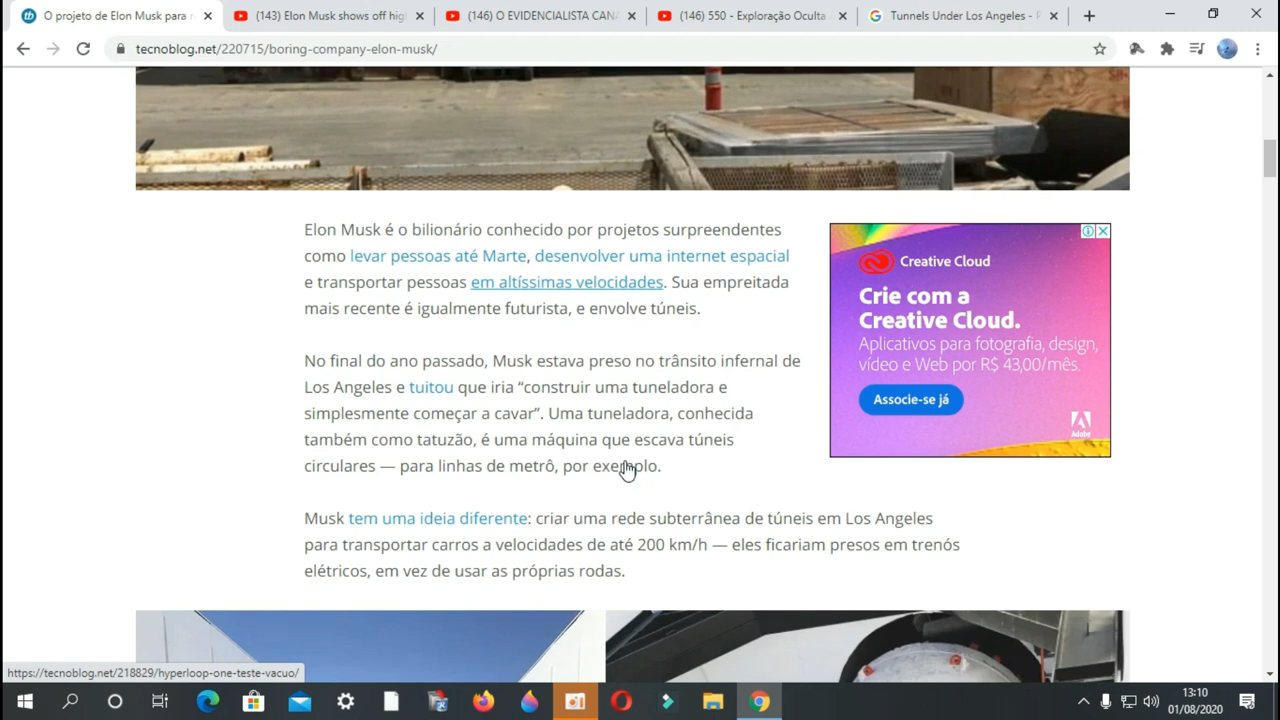 O projeto de Elon Musk para r
(143) Elon Musk shows off hig
(146) O EVIDENCIALISTA CANA
(146) 550 - Exploração Oculta
Tunnels Under Los Angeles - P
tecnoblog.net/220715/boring-company-elon-musk/
Elon Musk é o bilionário conhecido por projetos surpreendentes
como levar pessoas até Marte, desenvolver uma internet espacial
e transportar pessoas em altíssimas velocidades. Sua empreitada
mais recente é igualmente futurista, e envolve túneis.
No final do ano passado, Musk estava preso no trânsito infernal de
Los Angeles e tuitou que iria “construir uma tuneladora e
simplesmente começar a cavar”. Uma tuneladora, conhecida
também como tatuzão, é uma máquina que escava túneis
circulares — para linhas de metrô, por exemplo.
Creative Cloud
Crie com a
Creative Cloud.
Aplicativos para fotografia, design,
vídeo e Web por R$ 43,00/mês.
Associe-se já
Adobe
Musk tem uma ideia diferente: criar uma rede subterrânea de túneis em Los Angeles
para transportar carros a velocidades de até 200 km/h — eles ficariam presos em trenós
elétricos, em vez de usar as próprias rodas.
https://tecnoblog.net/218829/hyperloop-one-teste-vacuo/
13:10
01/08/2020